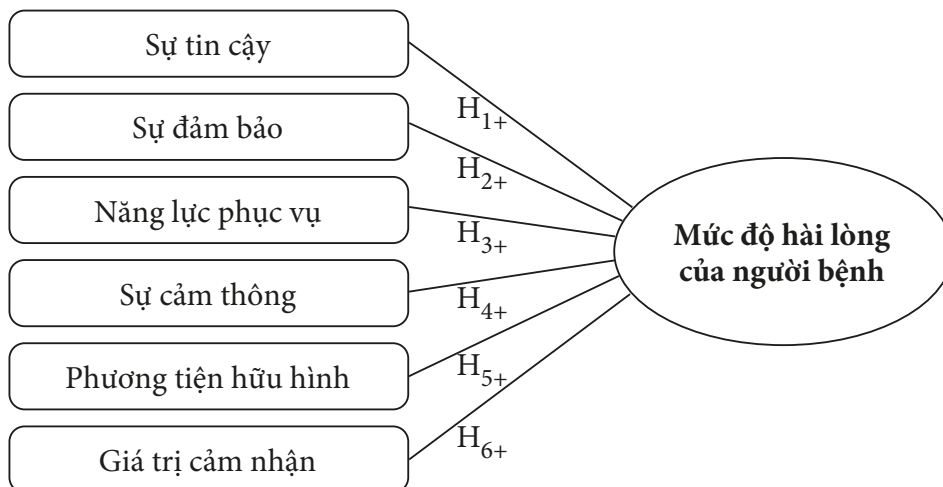 Sự tin cậy
H1+
Sự đảm bảo
H2+
Năng lực phục vụ
H3+
Sự cảm thông
H4+
Phương tiện hữu hình
H5+
Giá trị cảm nhận
H6+
Mức độ hài lòng
của người bệnh